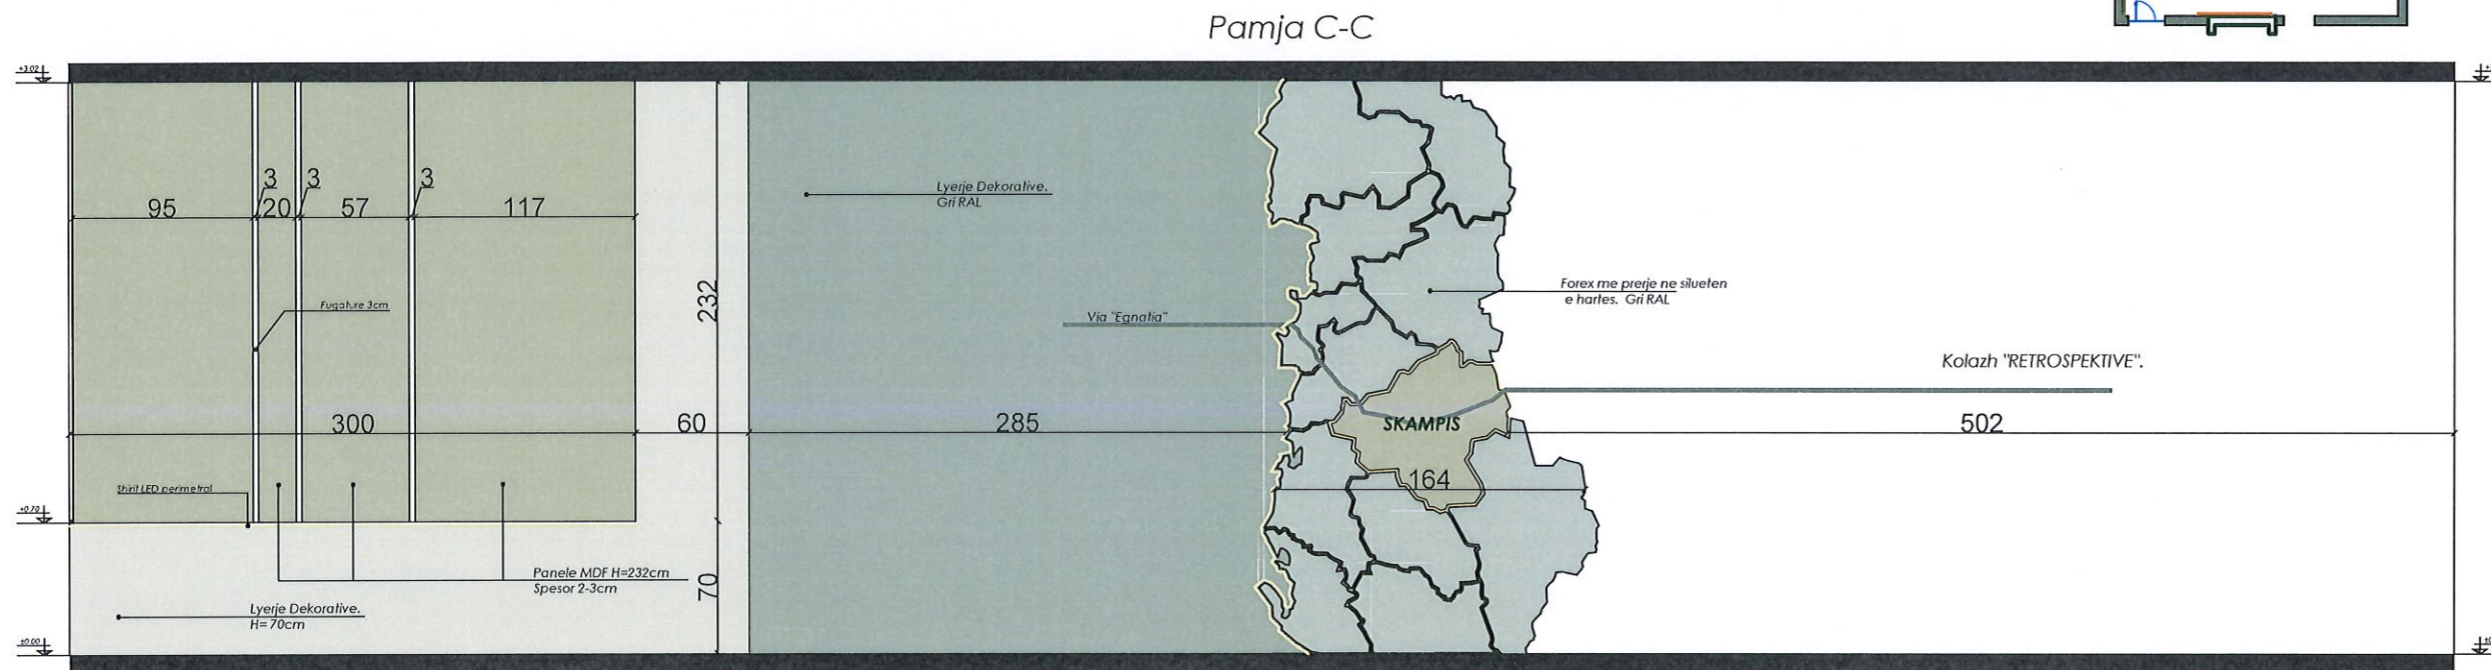 Pamja C-C
+3.02
3
3
3
95
20
57
117
Lyerje Dekorative.
Gri RAL
Fugature 3cm
232
Via "Egnatia"
Forex me prerje ne silueten
e hartes. Gri RAL
Kolazh "RETROSPEKTIVE".
300
60
285
SKAMPIS
502
164
Shirit LED perimetral
+0.70
Panele MDF H=232cm
Spesor 2-3cm
70
Lyerje Dekorative.
H= 70cm
±0.00